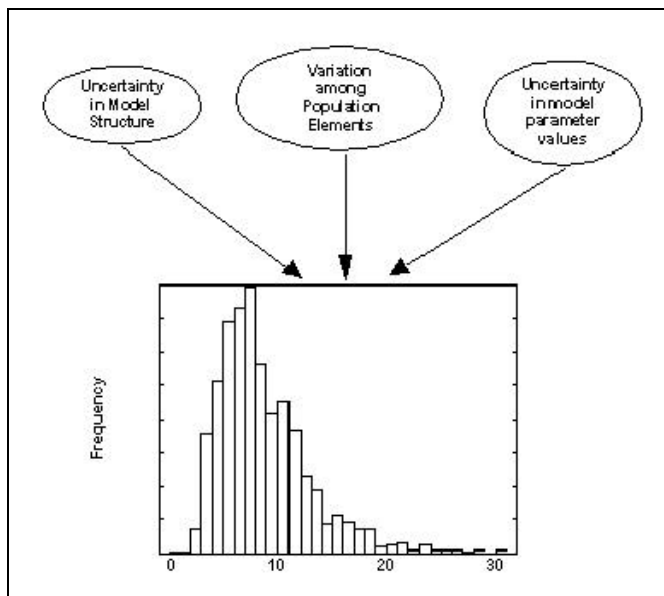 Uncertainty
in Model
Structure
Variation
among
Population
Elements
Uncertainty
in model
parameter
values
Frequency
0 10 20 30